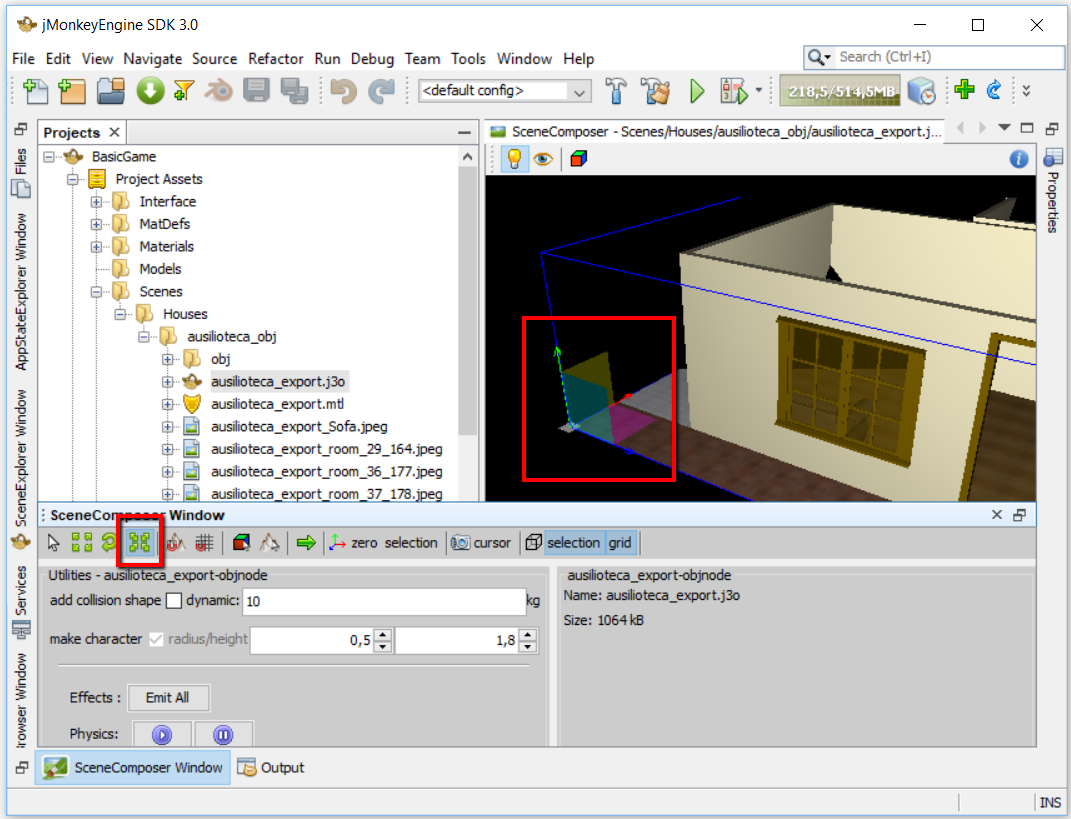 jMonkeyEngine SDK 3.0
File Edit View Navigate Source Refactor Run Debug Team Tools Window Help
Search (Ctrl+I)
<default config>
218,5/514,5MB
Projects
SceneComposer - Scenes/Houses/ausilioteca_obj/ausilioteca_export.j...
Files
AppStateExplorer Window
SceneExplorer Window
Services
Browser Window
BasicGame
Project Assets
Interface
MatDefs
Materials
Models
Scenes
Houses
ausilioteca_obj
obj
ausilioteca_export.j3o
ausilioteca_export.mtl
ausilioteca_export_Sofa.jpeg
ausilioteca_export_room_29_164.jpeg
ausilioteca_export_room_36_177.jpeg
ausilioteca_export_room_37_178.jpeg
Properties
SceneComposer Window
zero selection cursor selection grid
Utilities - ausilioteca_export-objnode
add collision shape dynamic: 10 kg
make character radius/height 0,5 1,8
Effects : Emit All
Physics:
ausilioteca_export-objnode
Name: ausilioteca_export.j3o
Size: 1064 kB
SceneComposer Window Output
INS